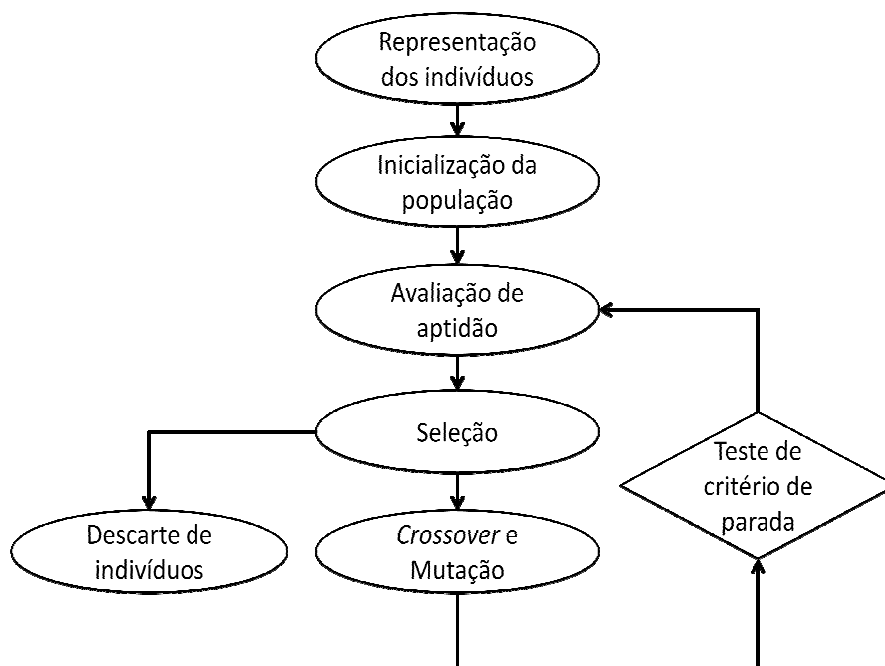 Representação
dos indivíduos
Inicialização da
população
Avaliação de
aptidão
Seleção
Teste de
critério de
parada
Descarte de
indivíduos
Crossover e
Mutação